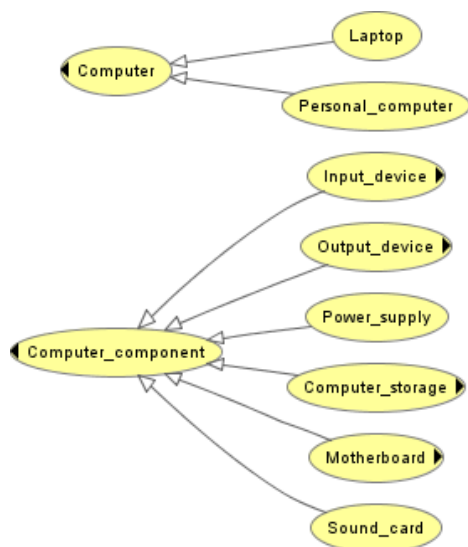 Laptop
Computer
Personal_computer
Input_device
Output_device
Power_supply
Computer_component
Computer_storage
Motherboard
Sound_card